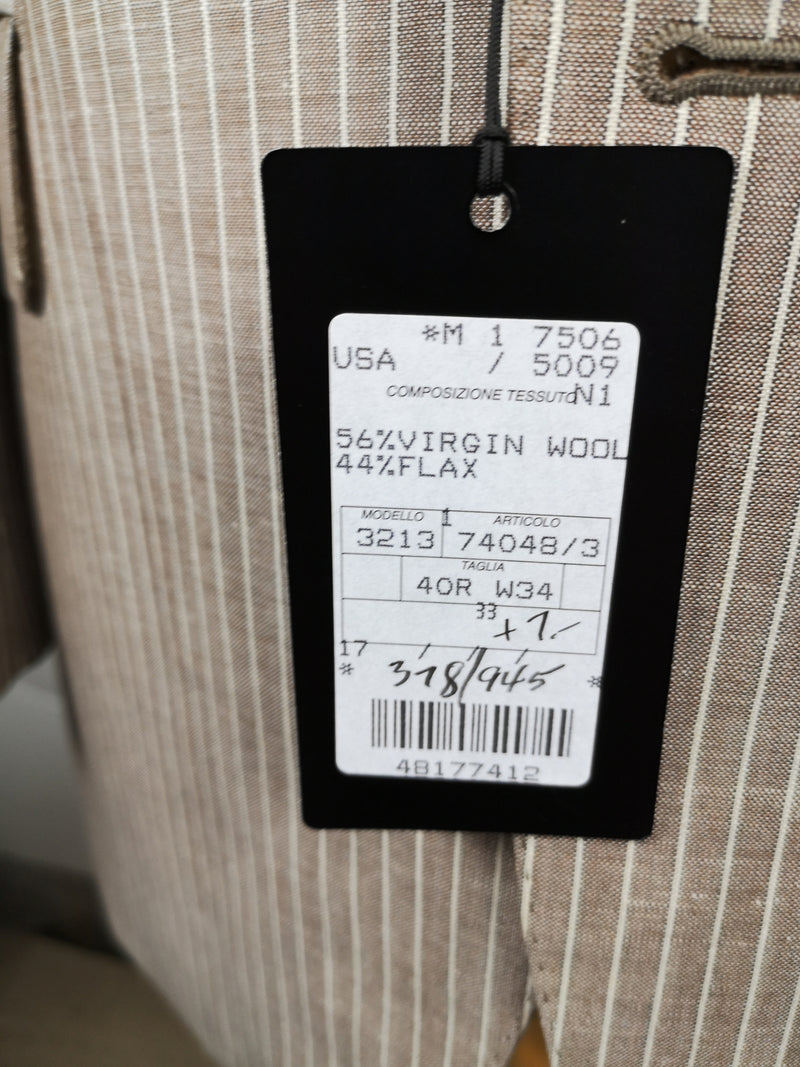 *M 1 7506
USA / 5009
COMPOSIZIONE TESSUTO N1
56%VIRGIN WOOL
44%FLAX
MODELLO 1 ARTICOLO
3213 74048/3
TAGLIA
40R W34
33
+1.-
17
* 318/945 *
48177412